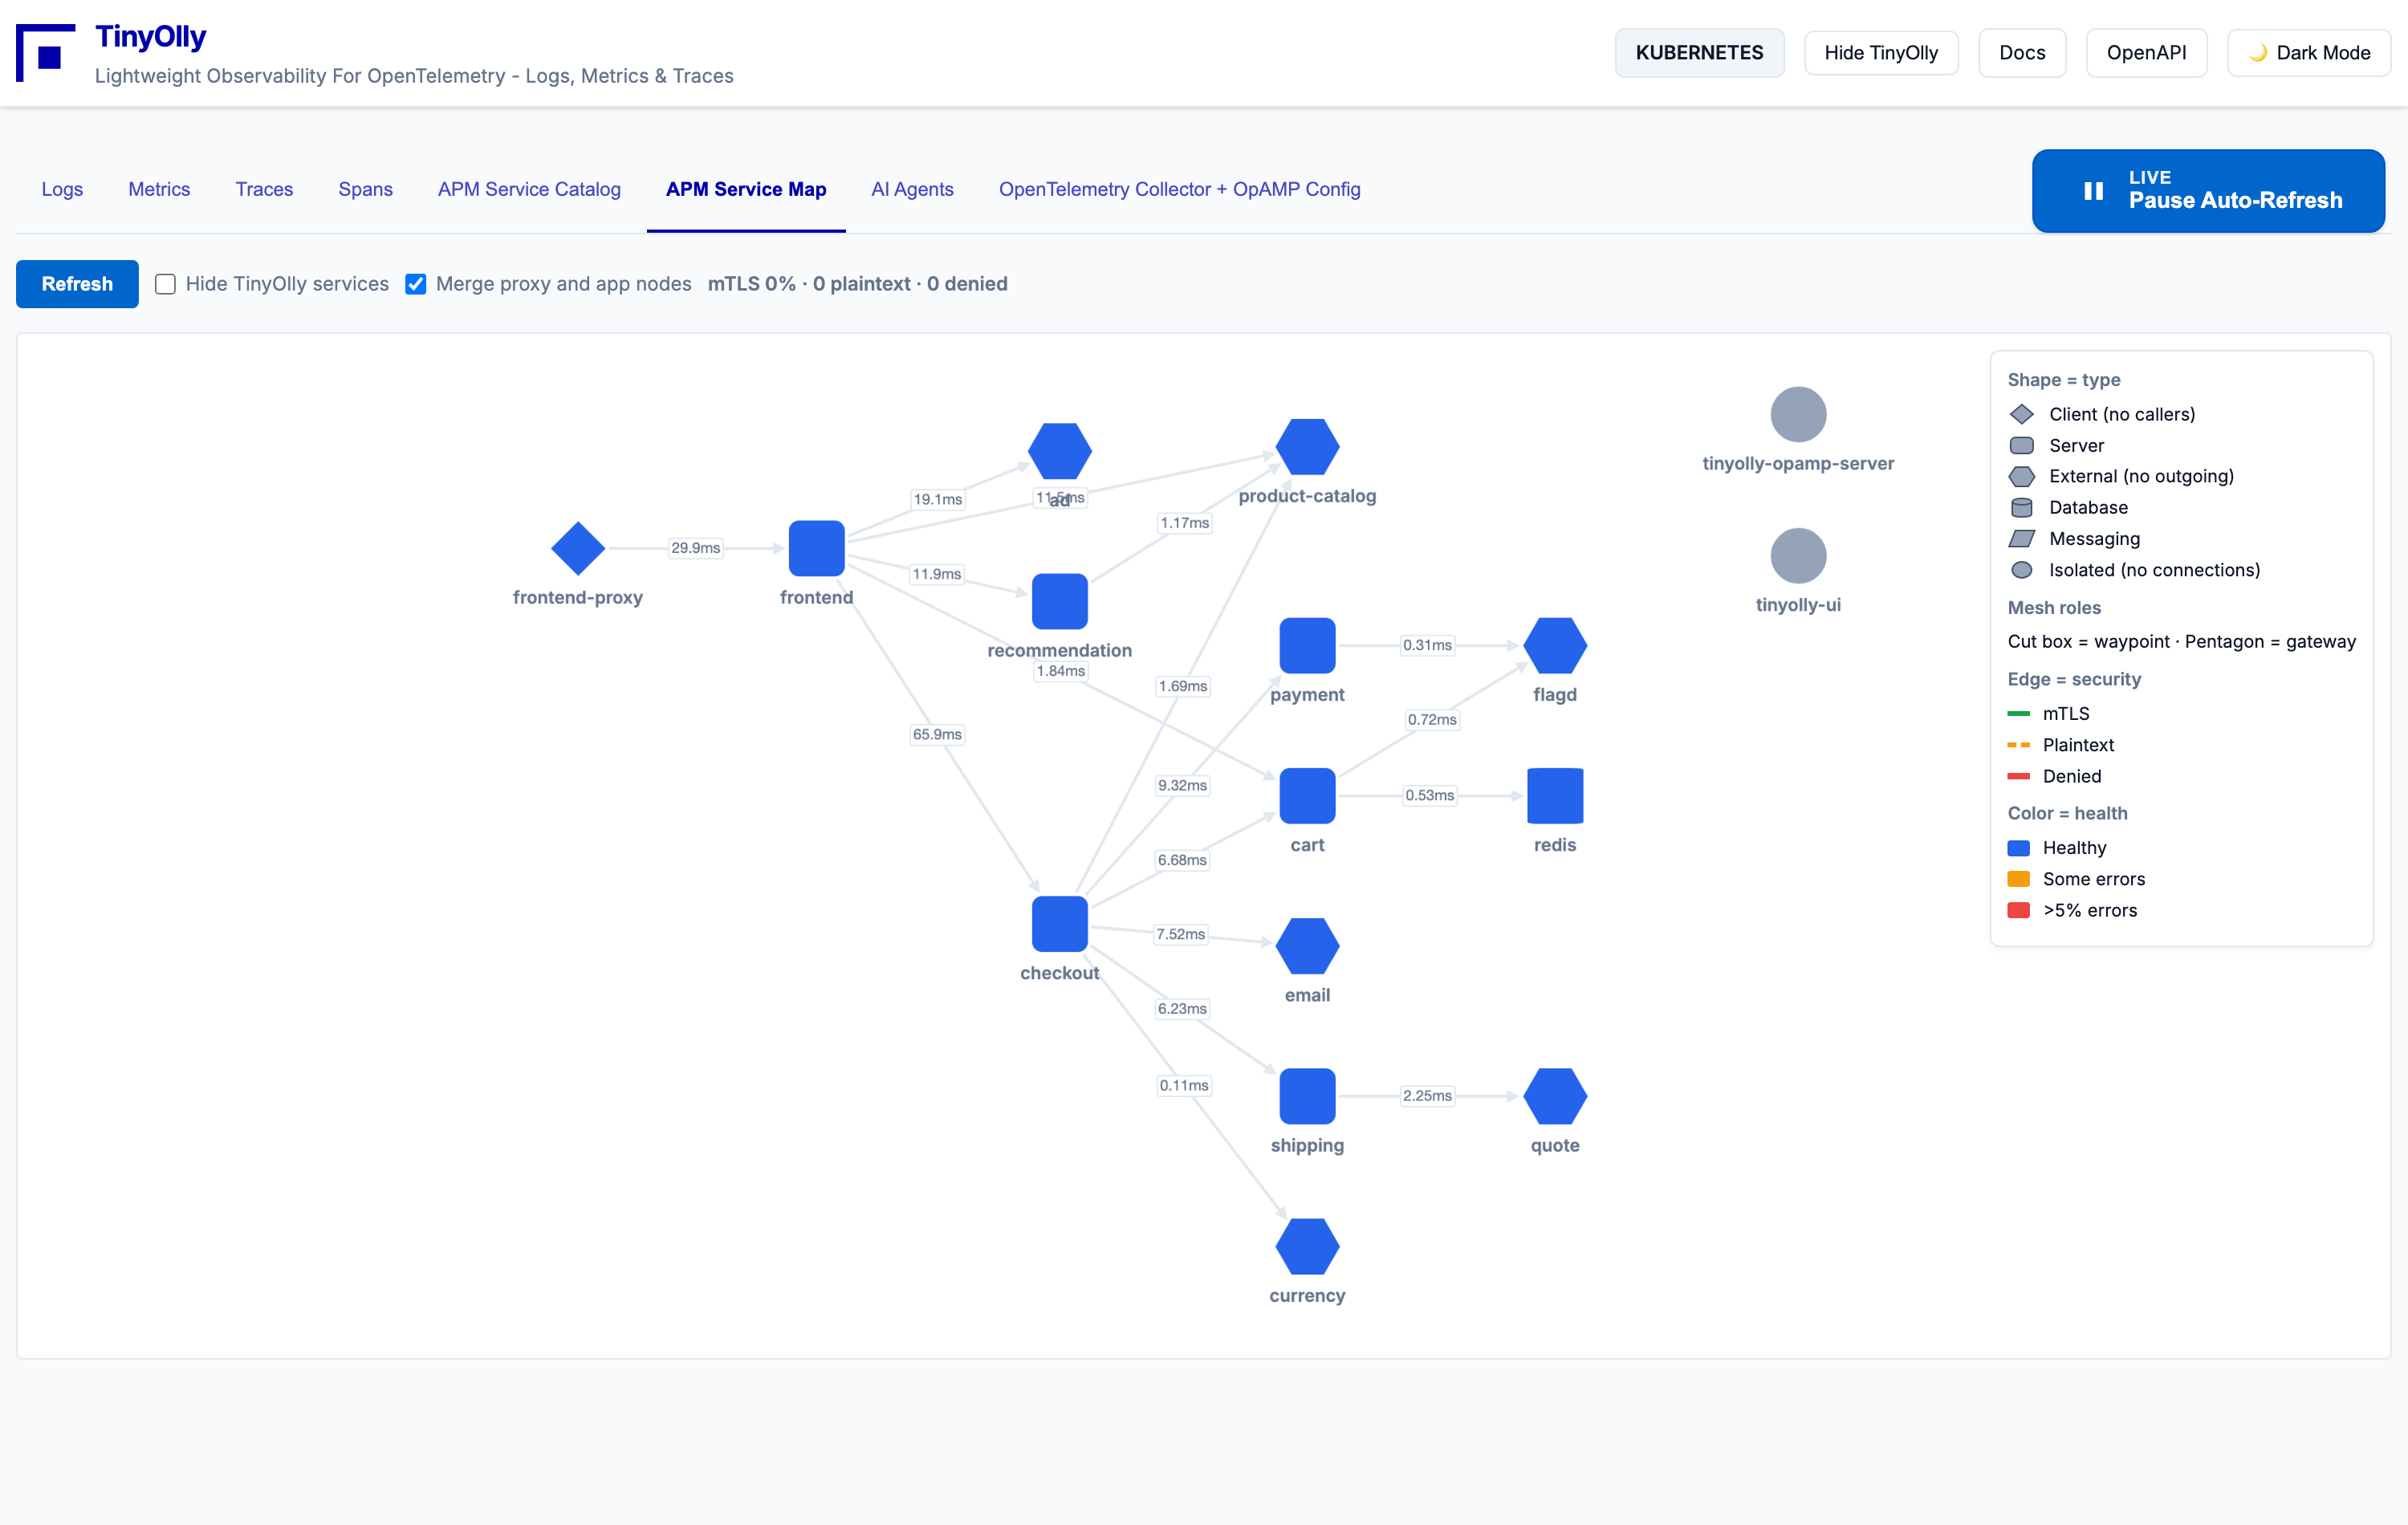 TinyOlly
Lightweight Observability For OpenTelemetry - Logs, Metrics & Traces
KUBERNETES
Hide TinyOlly
Docs
OpenAPI
🌙 Dark Mode
Logs
Metrics
Traces
Spans
APM Service Catalog
APM Service Map
AI Agents
OpenTelemetry Collector + OpAMP Config
LIVE
Pause Auto-Refresh
Refresh
Hide TinyOlly services
Merge proxy and app nodes
mTLS 0% · 0 plaintext · 0 denied
frontend-proxy
29.9ms
frontend
19.1ms
11.5ms
11.9ms
1.84ms
65.9ms
ad
recommendation
checkout
1.17ms
1.69ms
9.32ms
6.68ms
7.52ms
6.23ms
0.11ms
product-catalog
payment
cart
email
shipping
currency
0.31ms
0.72ms
0.53ms
2.25ms
flagd
redis
quote
tinyolly-opamp-server
tinyolly-ui
Shape = type
Client (no callers)
Server
External (no outgoing)
Database
Messaging
Isolated (no connections)
Mesh roles
Cut box = waypoint · Pentagon = gateway
Edge = security
mTLS
Plaintext
Denied
Color = health
Healthy
Some errors
>5% errors